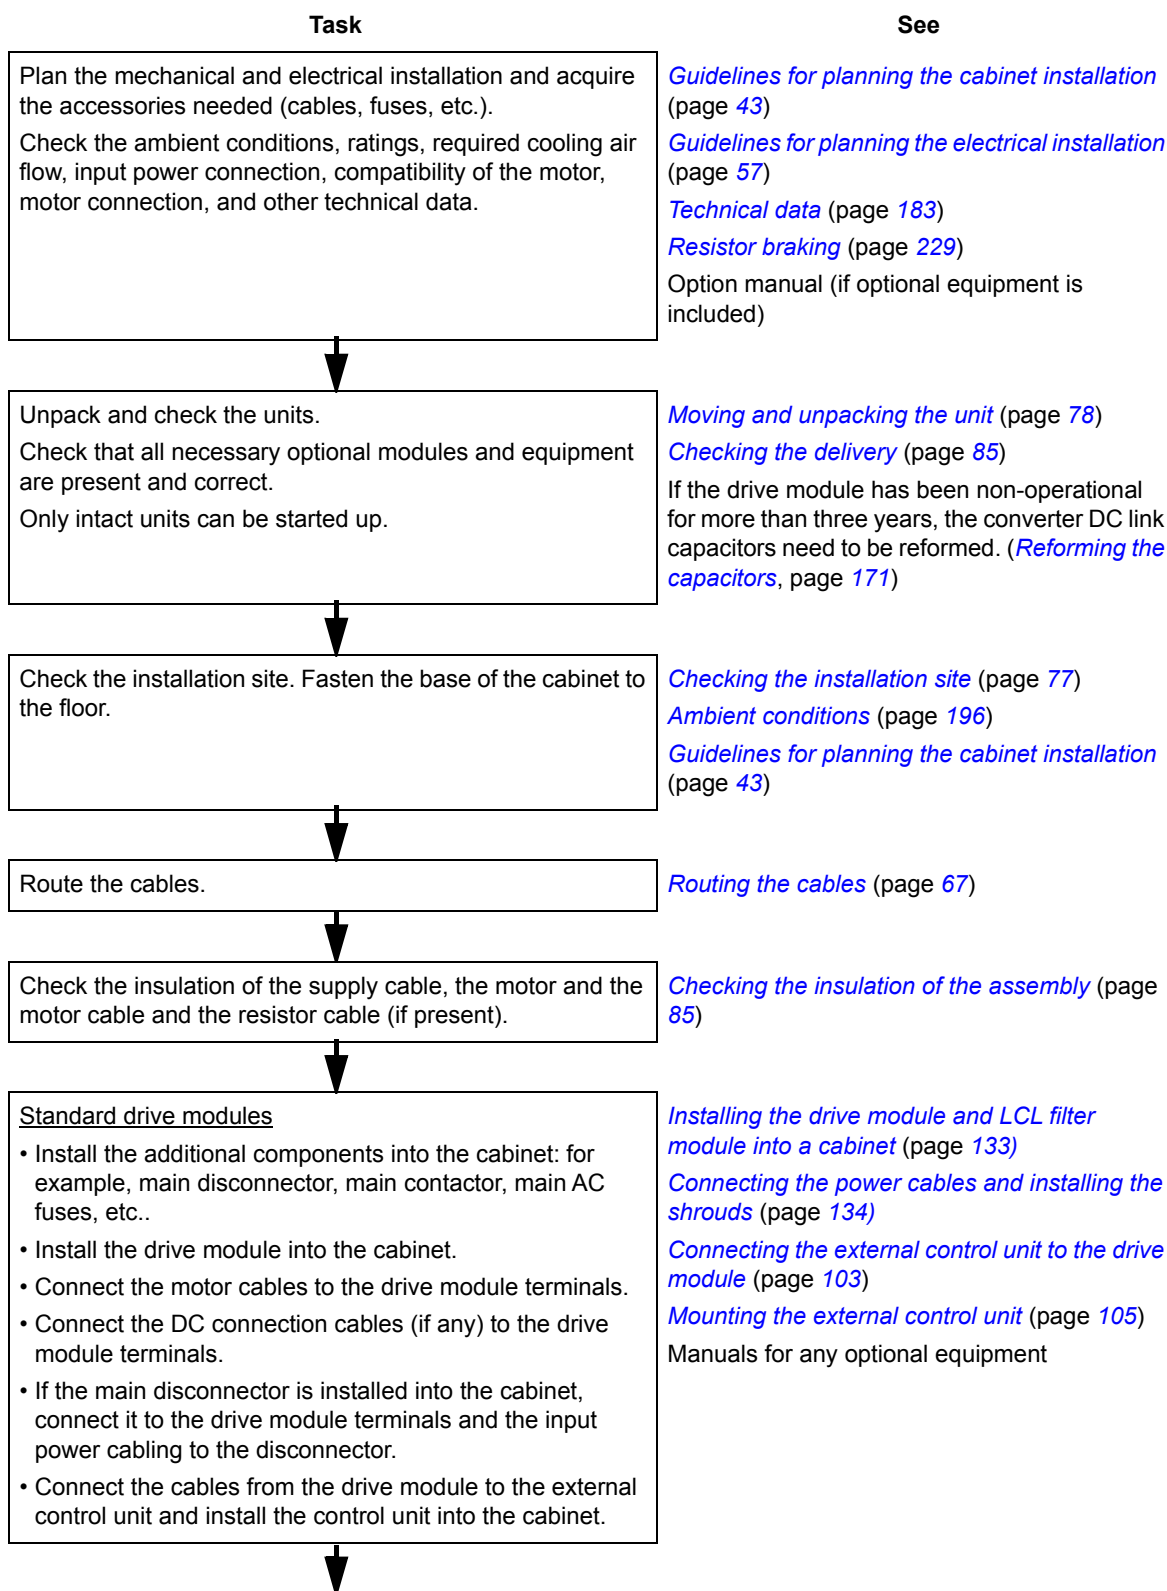 Task
See
Plan the mechanical and electrical installation and acquire
the accessories needed (cables, fuses, etc.).
Check the ambient conditions, ratings, required cooling air
flow, input power connection, compatibility of the motor,
motor connection, and other technical data.
Guidelines for planning the cabinet installation
(page 43)
Guidelines for planning the electrical installation
(page 57)
Technical data (page 183)
Resistor braking (page 229)
Option manual (if optional equipment is
included)
Unpack and check the units.
Check that all necessary optional modules and equipment
are present and correct.
Only intact units can be started up.
Moving and unpacking the unit (page 78)
Checking the delivery (page 85)
If the drive module has been non-operational
for more than three years, the converter DC link
capacitors need to be reformed. (Reforming the
capacitors, page 171)
Check the installation site. Fasten the base of the cabinet to
the floor.
Checking the installation site (page 77)
Ambient conditions (page 196)
Guidelines for planning the cabinet installation
(page 43)
Route the cables.
Routing the cables (page 67)
Check the insulation of the supply cable, the motor and the
motor cable and the resistor cable (if present).
Checking the insulation of the assembly (page
85)
Standard drive modules
• Install the additional components into the cabinet: for
example, main disconnector, main contactor, main AC
fuses, etc..
• Install the drive module into the cabinet.
• Connect the motor cables to the drive module terminals.
• Connect the DC connection cables (if any) to the drive
module terminals.
• If the main disconnector is installed into the cabinet,
connect it to the drive module terminals and the input
power cabling to the disconnector.
• Connect the cables from the drive module to the external
control unit and install the control unit into the cabinet.
Installing the drive module and LCL filter
module into a cabinet (page 133)
Connecting the power cables and installing the
shrouds (page 134)
Connecting the external control unit to the drive
module (page 103)
Mounting the external control unit (page 105)
Manuals for any optional equipment